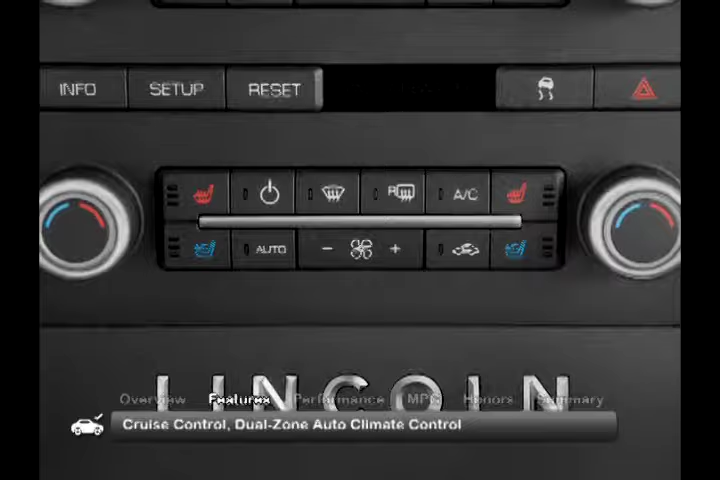 INFO SETUP RESET
R A/C
AUTO - +
LINCOLN
Overview Features Performance MPG Honors Summary
Cruise Control, Dual-Zone Auto Climate Control